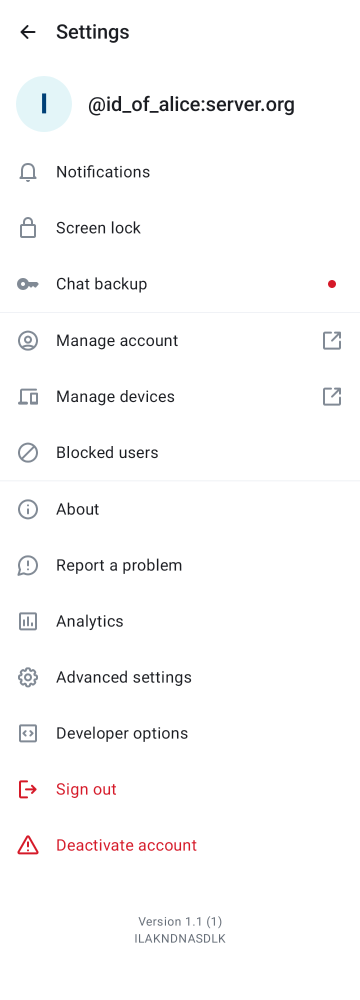 Settings
I
@id_of_alice:server.org
Notifications
Screen lock
Chat backup
Manage account
Manage devices
Blocked users
About
Report a problem
Analytics
Advanced settings
Developer options
Sign out
Deactivate account
Version 1.1 (1)
ILAKNDNASDLK